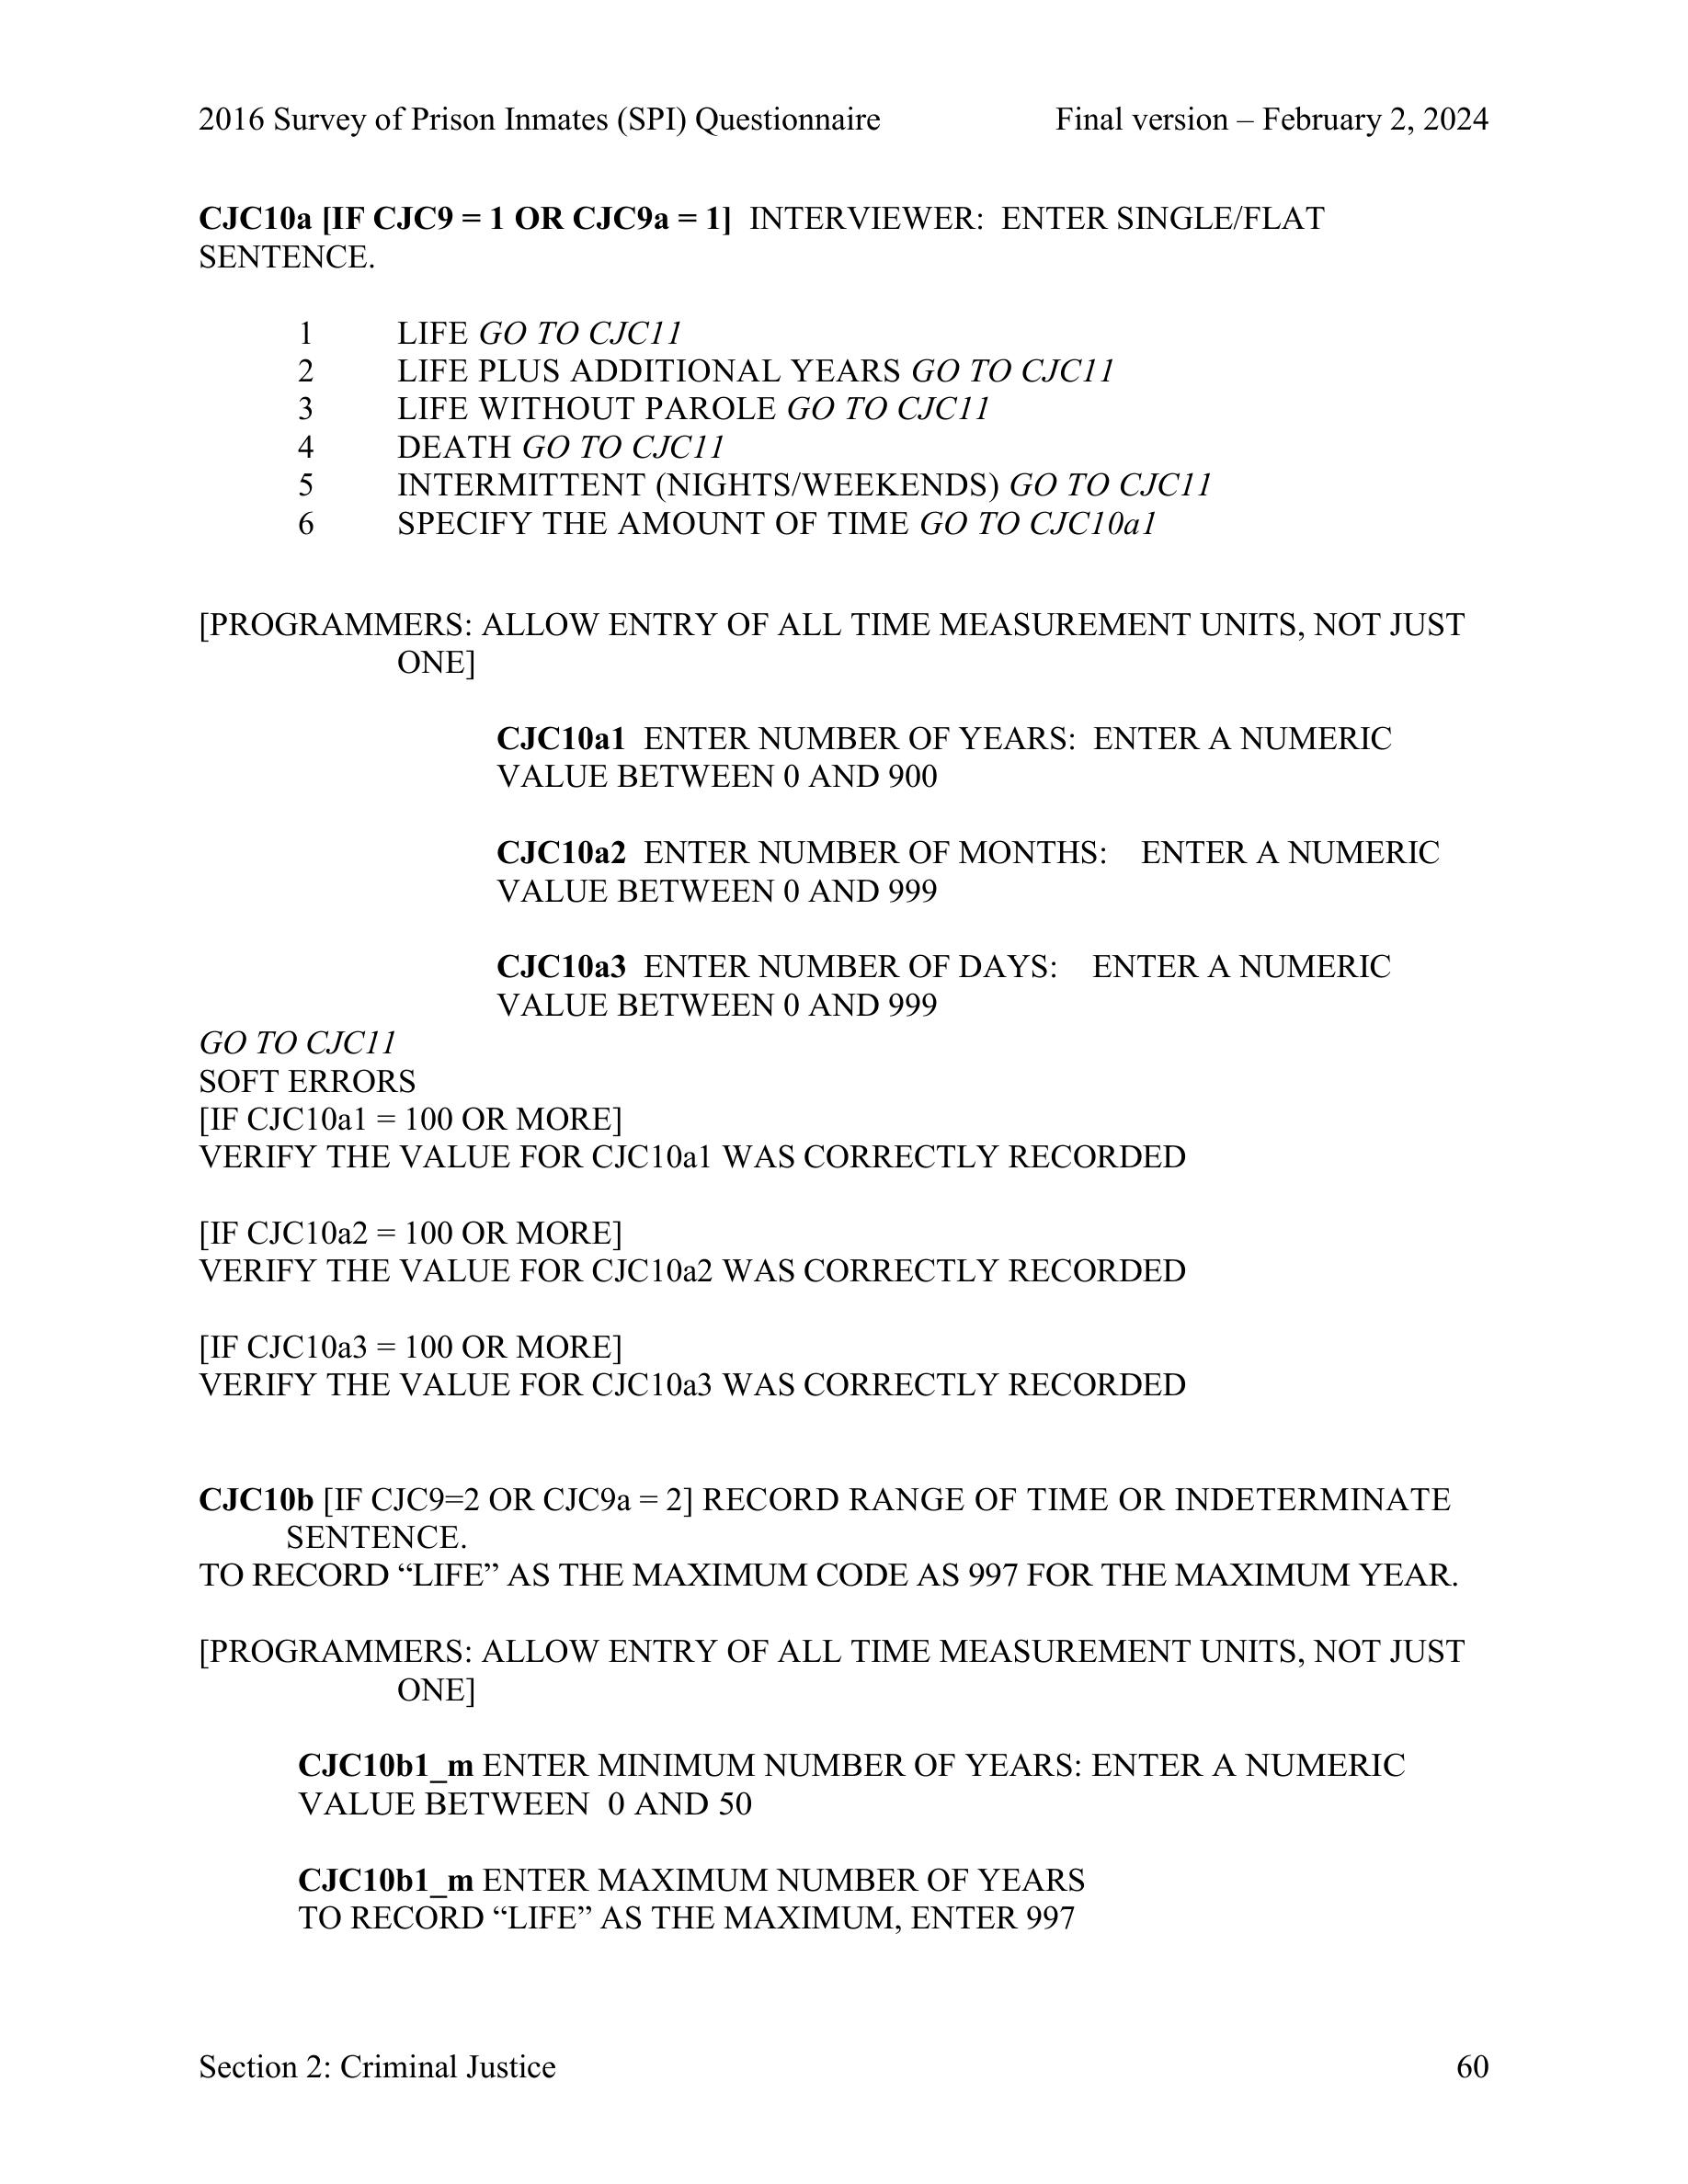 2016 Survey of Prison Inmates (SPI) Questionnaire Final version – February 2, 2024
CJC10a [IF CJC9 = 1 OR CJC9a = 1] INTERVIEWER: ENTER SINGLE/FLAT
SENTENCE.
1 LIFE GO TO CJC11
2 LIFE PLUS ADDITIONAL YEARS GO TO CJC11
3 LIFE WITHOUT PAROLE GO TO CJC11
4 DEATH GO TO CJC11
5 INTERMITTENT (NIGHTS/WEEKENDS) GO TO CJC11
6 SPECIFY THE AMOUNT OF TIME GO TO CJC10a1
[PROGRAMMERS: ALLOW ENTRY OF ALL TIME MEASUREMENT UNITS, NOT JUST
ONE]
CJC10a1 ENTER NUMBER OF YEARS: ENTER A NUMERIC
VALUE BETWEEN 0 AND 900
CJC10a2 ENTER NUMBER OF MONTHS: ENTER A NUMERIC
VALUE BETWEEN 0 AND 999
CJC10a3 ENTER NUMBER OF DAYS: ENTER A NUMERIC
VALUE BETWEEN 0 AND 999
GO TO CJC11
SOFT ERRORS
[IF CJC10a1 = 100 OR MORE]
VERIFY THE VALUE FOR CJC10a1 WAS CORRECTLY RECORDED
[IF CJC10a2 = 100 OR MORE]
VERIFY THE VALUE FOR CJC10a2 WAS CORRECTLY RECORDED
[IF CJC10a3 = 100 OR MORE]
VERIFY THE VALUE FOR CJC10a3 WAS CORRECTLY RECORDED
CJC10b [IF CJC9=2 OR CJC9a = 2] RECORD RANGE OF TIME OR INDETERMINATE
SENTENCE.
TO RECORD “LIFE” AS THE MAXIMUM CODE AS 997 FOR THE MAXIMUM YEAR.
[PROGRAMMERS: ALLOW ENTRY OF ALL TIME MEASUREMENT UNITS, NOT JUST
ONE]
CJC10b1_m ENTER MINIMUM NUMBER OF YEARS: ENTER A NUMERIC
VALUE BETWEEN 0 AND 50
CJC10b1_m ENTER MAXIMUM NUMBER OF YEARS
TO RECORD “LIFE” AS THE MAXIMUM, ENTER 997
Section 2: Criminal Justice 60